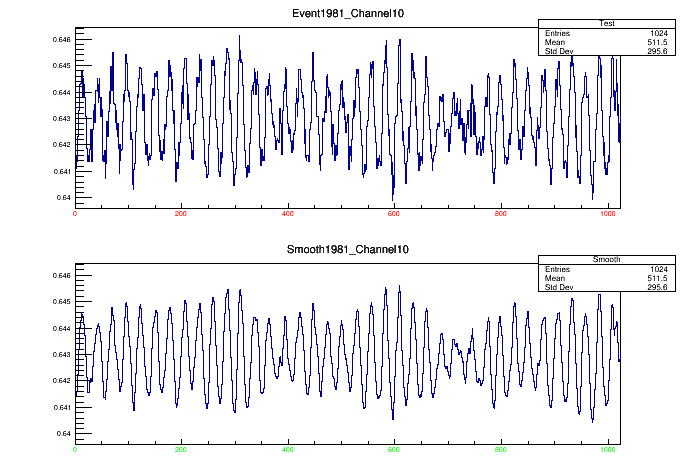 Event1981_Channel10
Test
Entries 1024
Mean 511.5
Std Dev 295.6
0.646
0.645
0.644
0.643
0.642
0.641
0.64
0 200 400 600 800 1000
Smooth1981_Channel10
Smooth
Entries 1024
Mean 511.5
Std Dev 295.6
0.646
0.645
0.644
0.643
0.642
0.641
0.64
0 200 400 600 800 1000